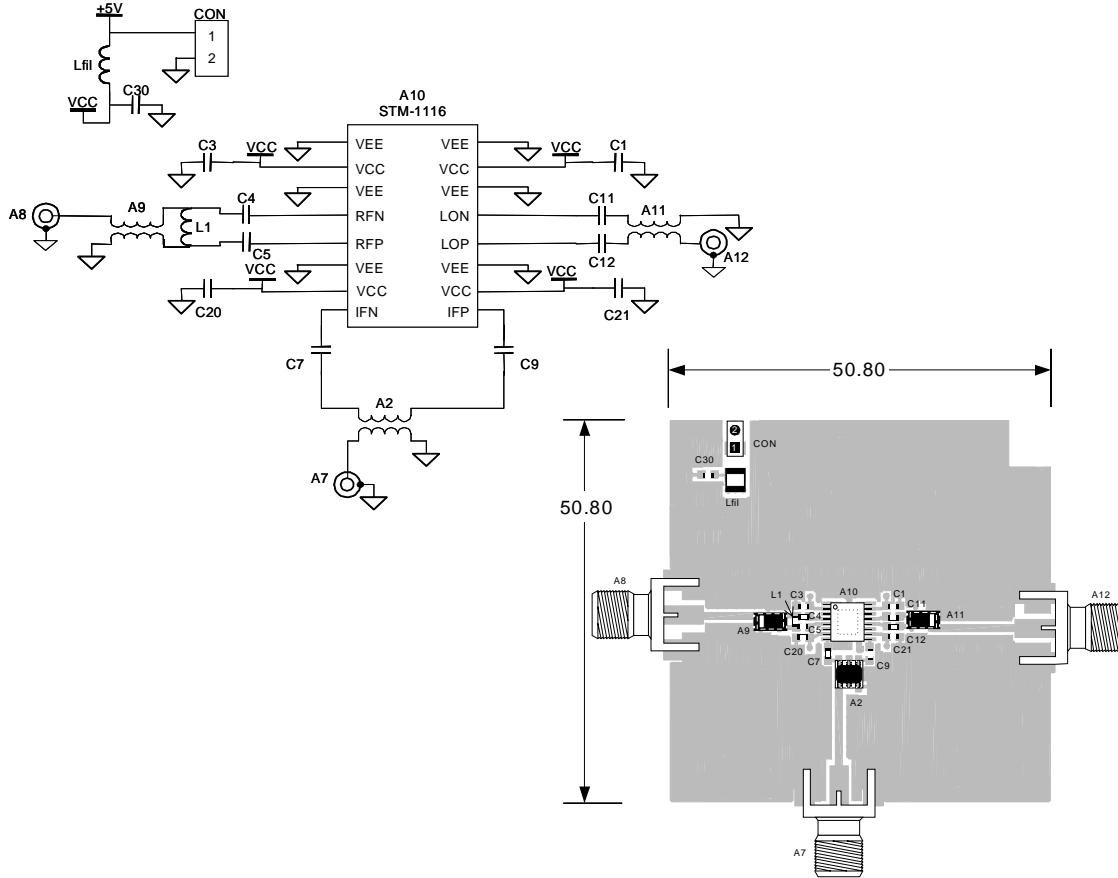 +5V
CON
1
2
Lfil
VCC
C30
A10
STM-1116
VEE
VCC
VEE
RFN
RFP
VEE
VCC
IFN
VEE
VCC
VEE
LON
LOP
VEE
VCC
IFP
C3
VCC
VCC
C1
A8
A9
L1
C4
C5
VCC
C20
C11
A11
C12
A12
VCC
C21
C7
C9
A2
A7
50.80
50.80
2
1
CON
C30
Lfil
A8
L1
C3
A10
C1
C11
A12
C4
A11
A9
C5
C12
C20
C21
C7
C9
A2
A7